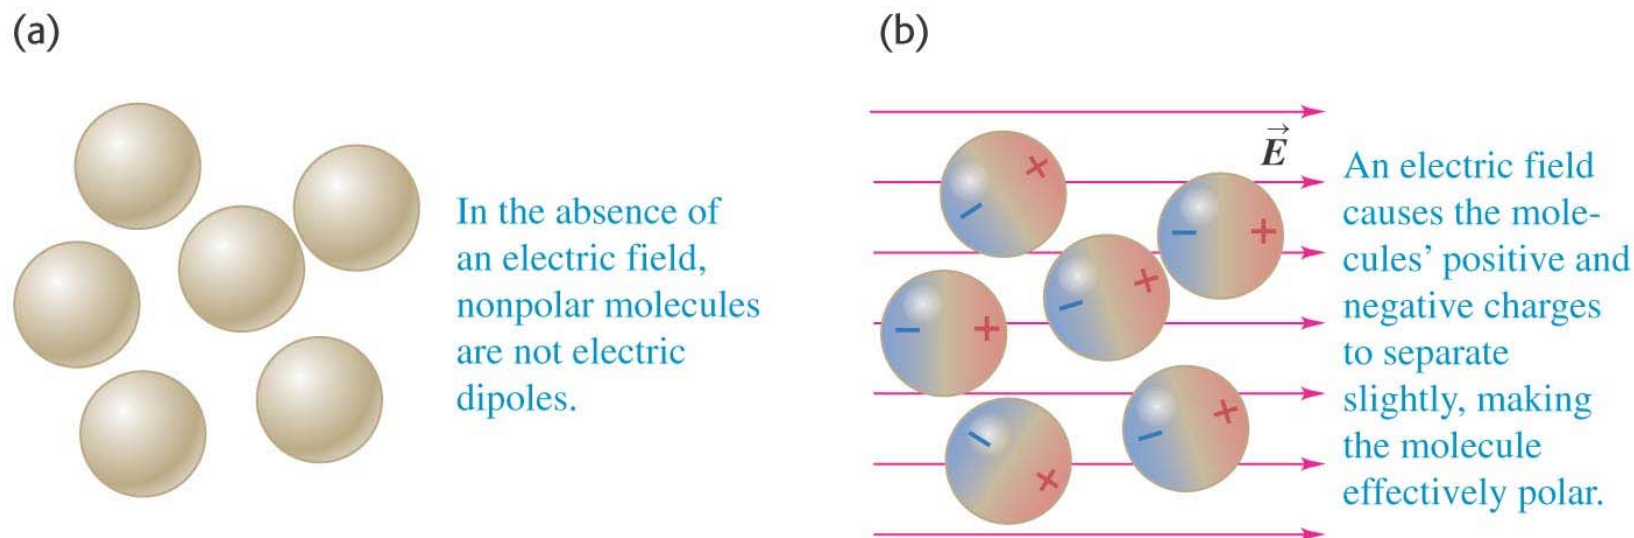 (a)
In the absence of
an electric field,
nonpolar molecules
are not electric
dipoles.
(b)
E
An electric field
causes the mole-
cules’ positive and
negative charges
to separate
slightly, making
the molecule
effectively polar.